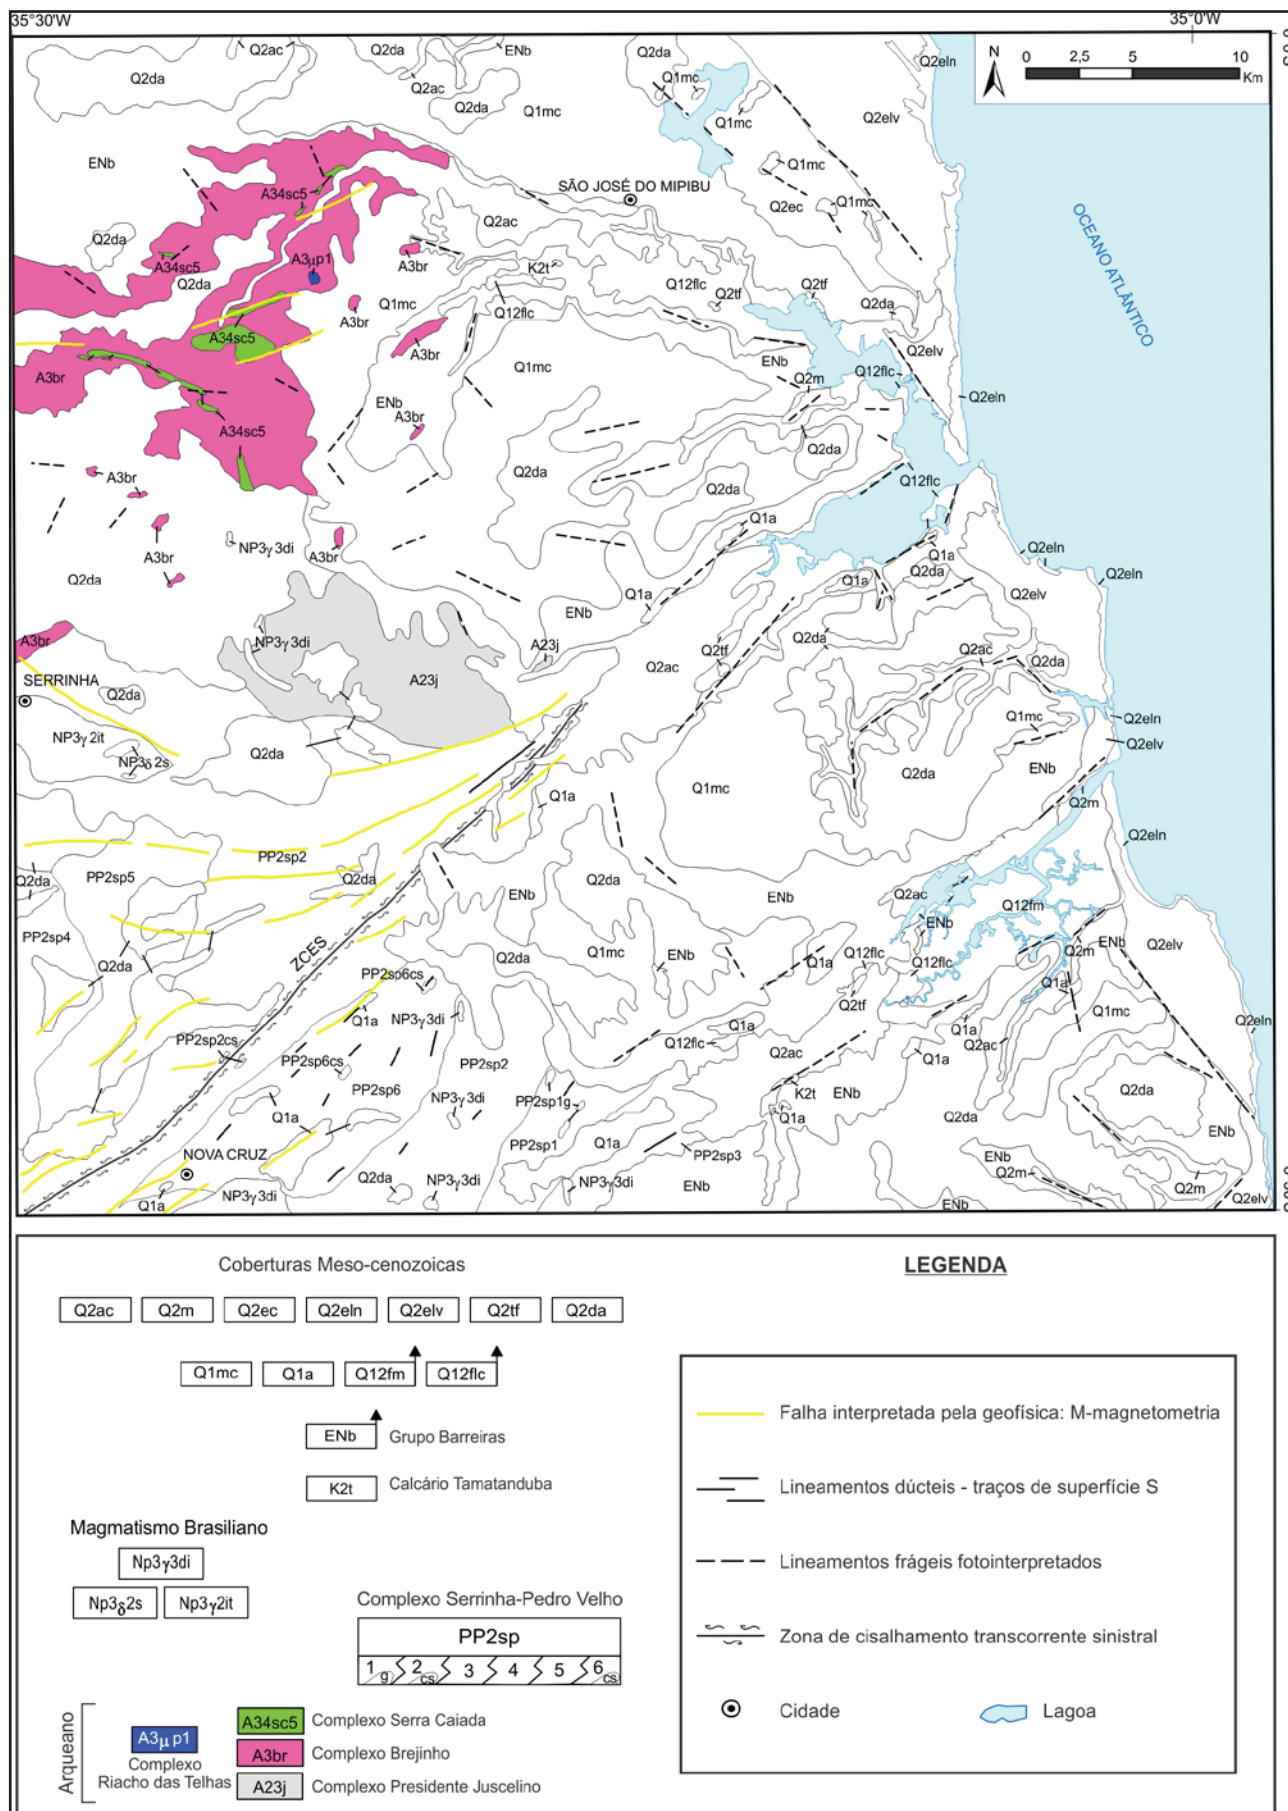 35°30'W
35°0'W
N
0 2,5 5 10
Km
Q2ac
Q2da
ENb
Q2da
Q2da
Q2eln
Q2da
Q1mc
Q2ac
Q2da
Q1mc
Q1mc
Q2elv
ENb
A34sc5
SÃO JOSÉ DO MIPIBU
Q1mc
Q2ec
Q1mc
Q2ac
OCEANO ATLÂNTICO
Q2da
A34sc5
Q2da
A3μp1
A3br
K2t
Q12flc
Q2tf
Q2tf
Q2da
Q1mc
A3br
Q12flc
A34sc5
A3br
Q1mc
ENb
Q2elv
A3br
Q2m
Q12flc
Q2eln
ENb
A3br
A34sc5
Q2da
Q2da
A3br
Q2da
Q12flc
Q1a
A3br
NP3γ3di
A3br
Q1a
Q2eln
Q2da
Q2da
Q1a
Q2eln
ENb
Q1a
Q2elv
A3br
NP3γ3di
A23j
Q2tf
Q2da
Q2ac
Q2ac
Q2da
SERRINHA
Q2da
A23j
NP3γ2it
NP3δ2s
Q2da
Q1mc
Q2eln
Q2elv
Q2da
ENb
Q1mc
Q1a
Q2m
Q2eln
PP2sp2
Q2da
PP2sp5
Q2da
ENb
Q2da
ENb
Q2ac
Q12fm
PP2sp4
ZCES
ENb
Q2da
Q2da
Q1mc
ENb
Q12flc
Q1a
Q12flc
Q2m
ENb
Q2elv
PP2sp6cs
Q1a
Q2tf
Q1a
NP3γ3di
Q1mc
PP2sp2cs
Q1a
Q12flc
Q1a
Q2ac
Q2eln
PP2sp6cs
PP2sp2
Q2ac
Q1a
PP2sp6
Q1a
NP3γ3di
PP2sp1g
K2t
ENb
Q2da
Q2da
Q1a
PP2sp1
Q1a
ENb
NOVA CRUZ
PP2sp3
ENb
Q2m
Q2da
NP3γ3di
NP3γ3di
NP3γ3di
ENb
Q2m
Q2elv
Q1a
ENb
Coberturas Meso-cenozoicas
LEGENDA
Q2ac Q2m Q2ec Q2eln Q2elv Q2tf Q2da
Q1mc Q1a Q12fm Q12flc
ENb Grupo Barreiras
K2t Calcário Tamatanduba
Magmatismo Brasiliano
Np3γ3di
Np3δ2s Np3γ2it
Complexo Serrinha-Pedro Velho
PP2sp
1 g 2 cs 3 4 5 6 cs
Arqueano
A3μp1
Complexo
Riacho das Telhas
A34sc5 Complexo Serra Caiada
A3br Complexo Brejinho
A23j Complexo Presidente Juscelino
Falha interpretada pela geofísica: M-magnetometria
Lineamentos dúcteis - traços de superfície S
Lineamentos frágeis fotointerpretados
Zona de cisalhamento transcorrente sinistral
Cidade
Lagoa